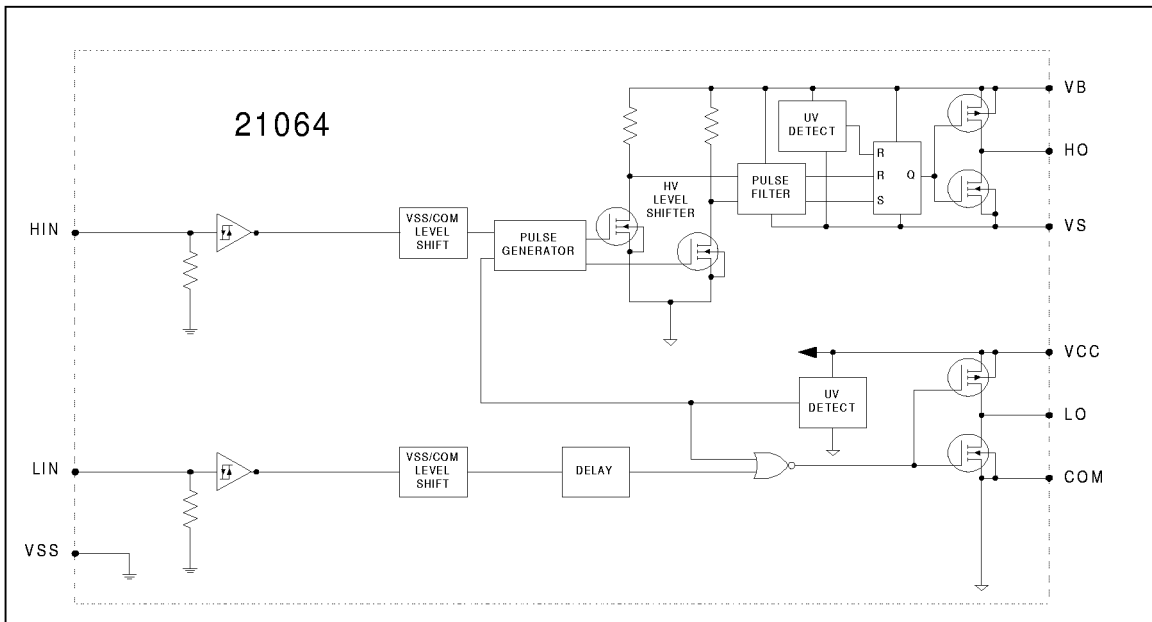 21064
VB
UV
DETECT
HO
R
R
Q
S
PULSE
FILTER
HV
LEVEL
SHIFTER
HIN
VSS/COM
LEVEL
SHIFT
PULSE
GENERATOR
VS
VCC
UV
DETECT
LO
LIN
VSS/COM
LEVEL
SHIFT
DELAY
COM
VSS